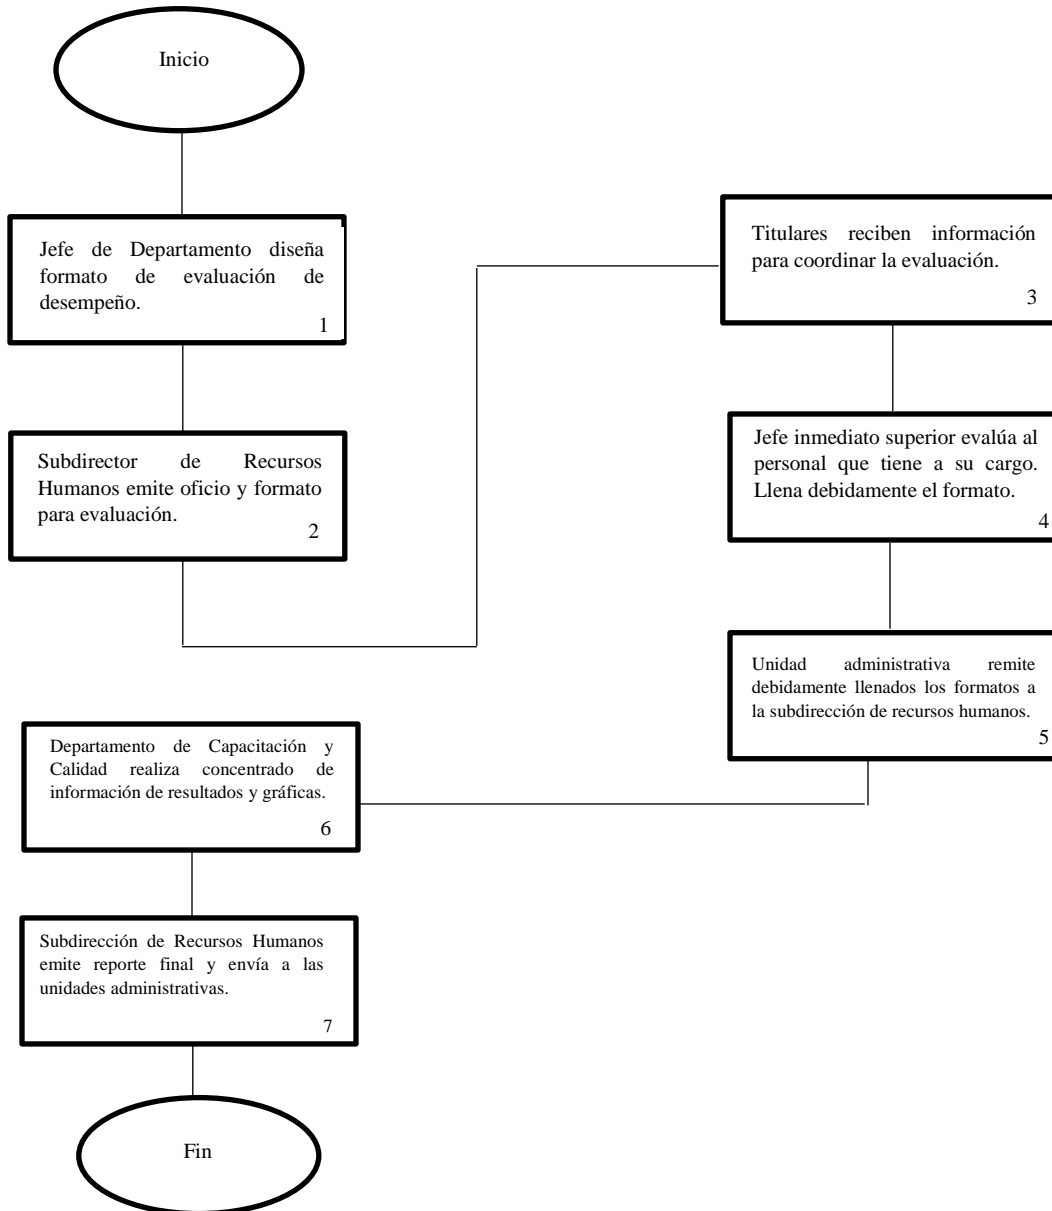 Inicio
Jefe de Departamento diseña
formato de evaluación de
desempeño.
1
Subdirector de Recursos
Humanos emite oficio y formato
para evaluación.
2
Titulares reciben información
para coordinar la evaluación.
3
Jefe inmediato superior evalúa al
personal que tiene a su cargo.
Llena debidamente el formato.
4
Unidad administrativa remite
debidamente llenados los formatos a
la subdirección de recursos humanos.
5
Departamento de Capacitación y
Calidad realiza concentrado de
información de resultados y gráficas.
6
Subdirección de Recursos Humanos
emite reporte final y envía a las
unidades administrativas.
7
Fin